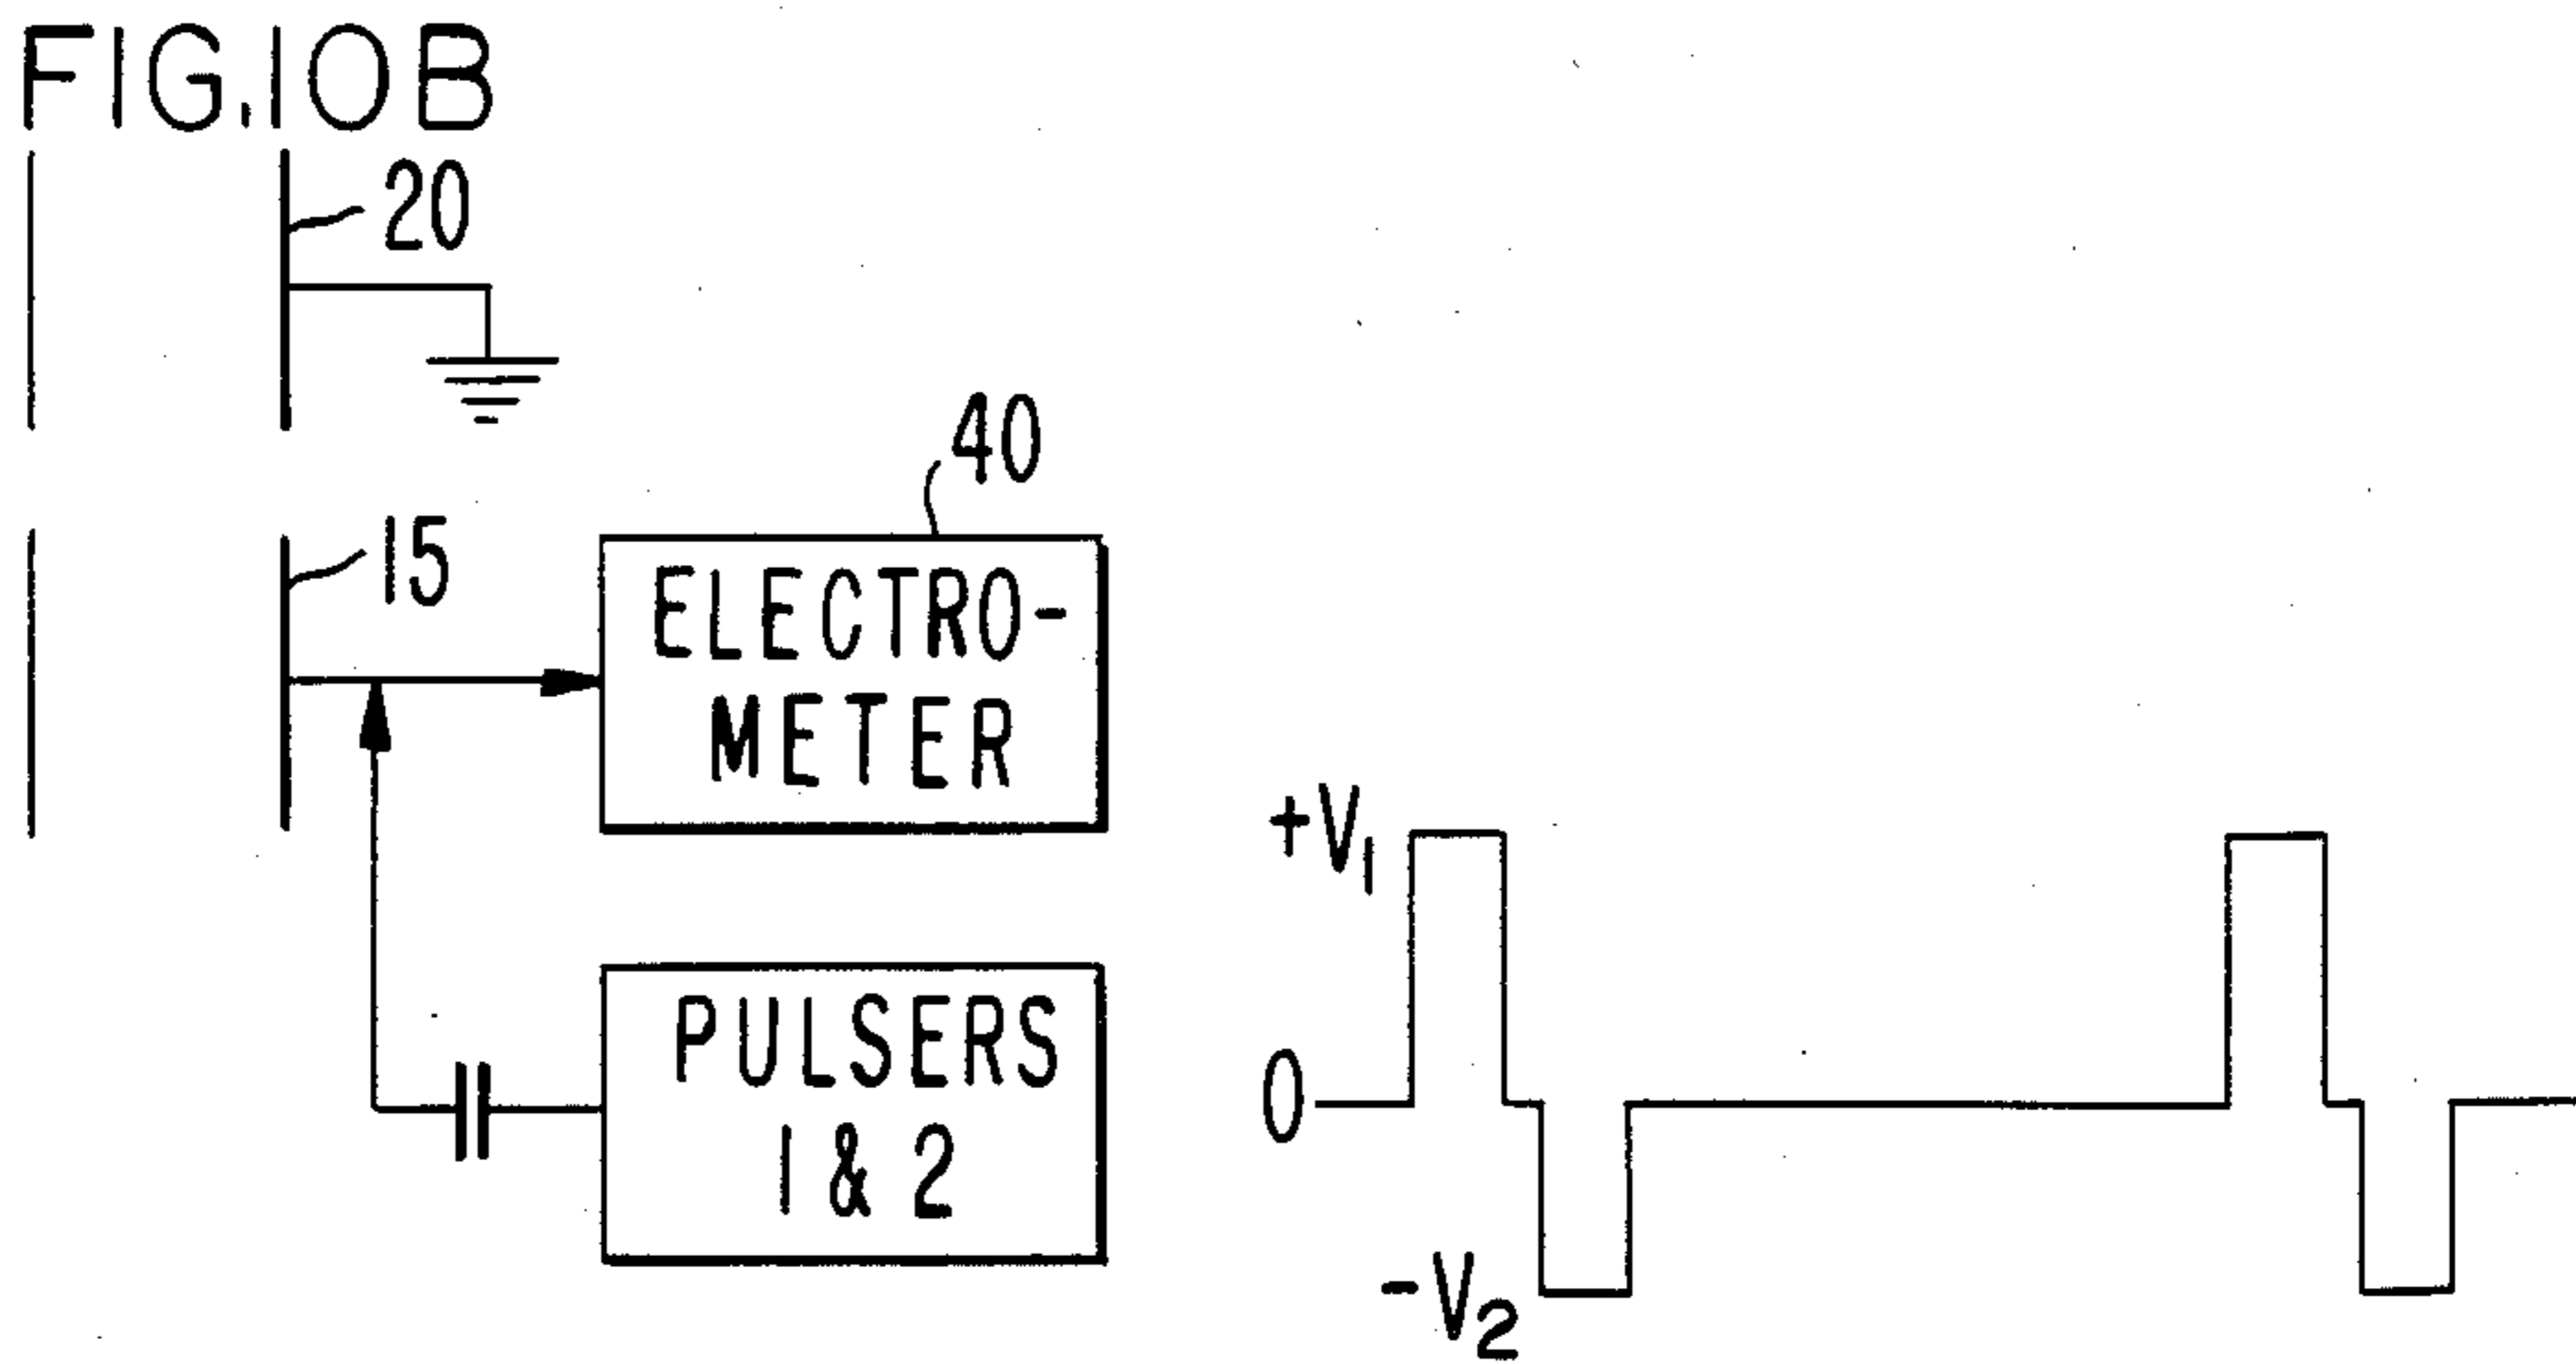 FIG.10B
20
40
15
ELECTRO-
METER
+V₁
PULSERS
1 & 2
0
-V₂